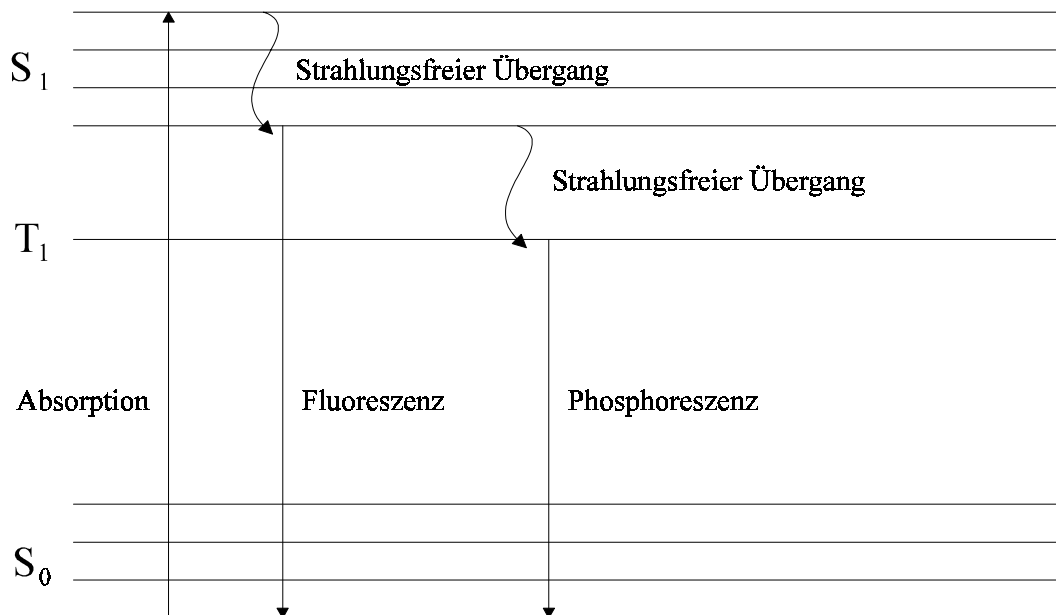 S₁
Strahlungsfreier Übergang
Strahlungsfreier Übergang
T₁
Absorption
Fluoreszenz
Phosphoreszenz
S₀